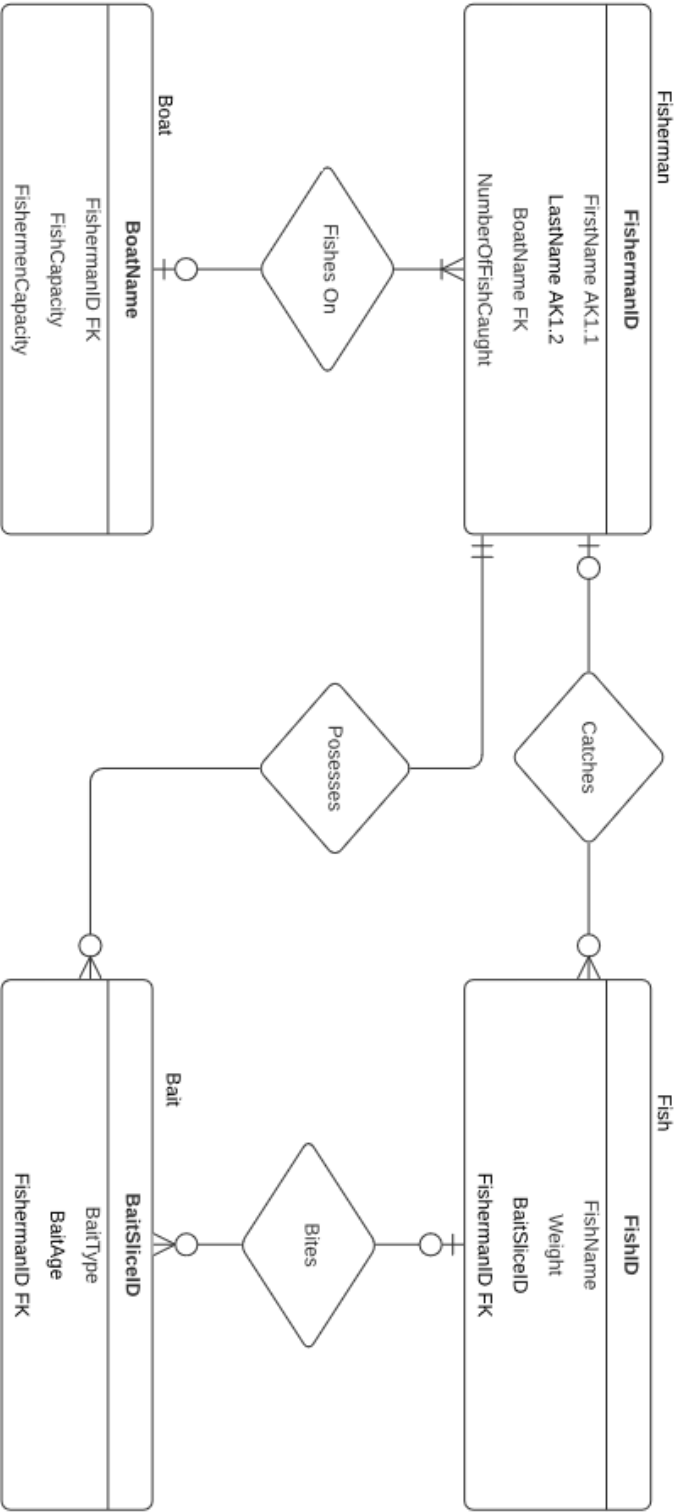 Fisherman
FishermanID
FirstName AK1.1
LastName AK1.2
BoatName FK
NumberOfFishCaught
Catches
Fish
FishID
FishName
Weight
BaitSliceID
FishermanID FK
Fishes On
Posesses
Bites
Boat
BoatName
FishermanID FK
FishCapacity
FishermenCapacity
Bait
BaitSliceID
BaitType
BaitAge
FishermanID FK